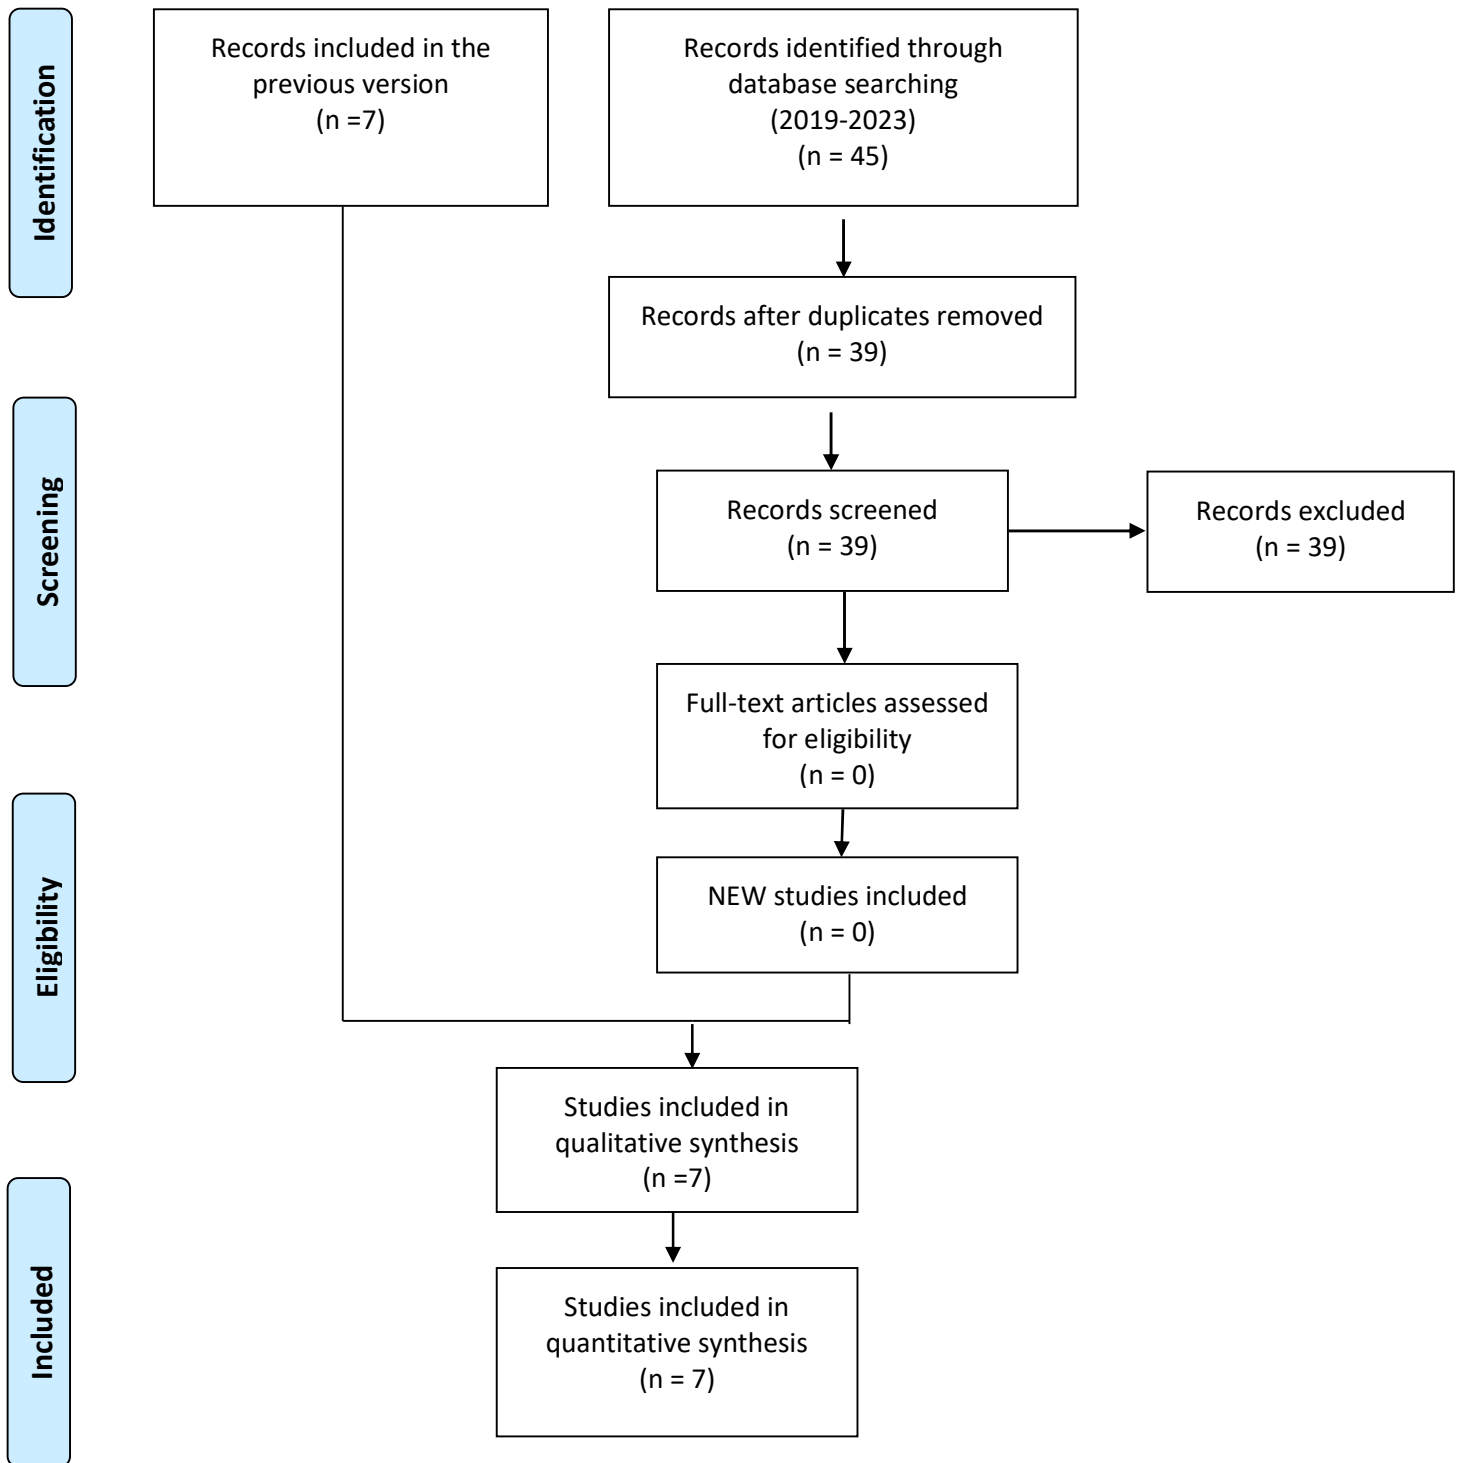 Identification
Records included in the
previous version
(n =7)
Records identified through
database searching
(2019-2023)
(n = 45)
Records after duplicates removed
(n = 39)
Screening
Records screened
(n = 39)
Records excluded
(n = 39)
Full-text articles assessed
for eligibility
(n = 0)
Eligibility
NEW studies included
(n = 0)
Studies included in
qualitative synthesis
(n =7)
Included
Studies included in
quantitative synthesis
(n = 7)